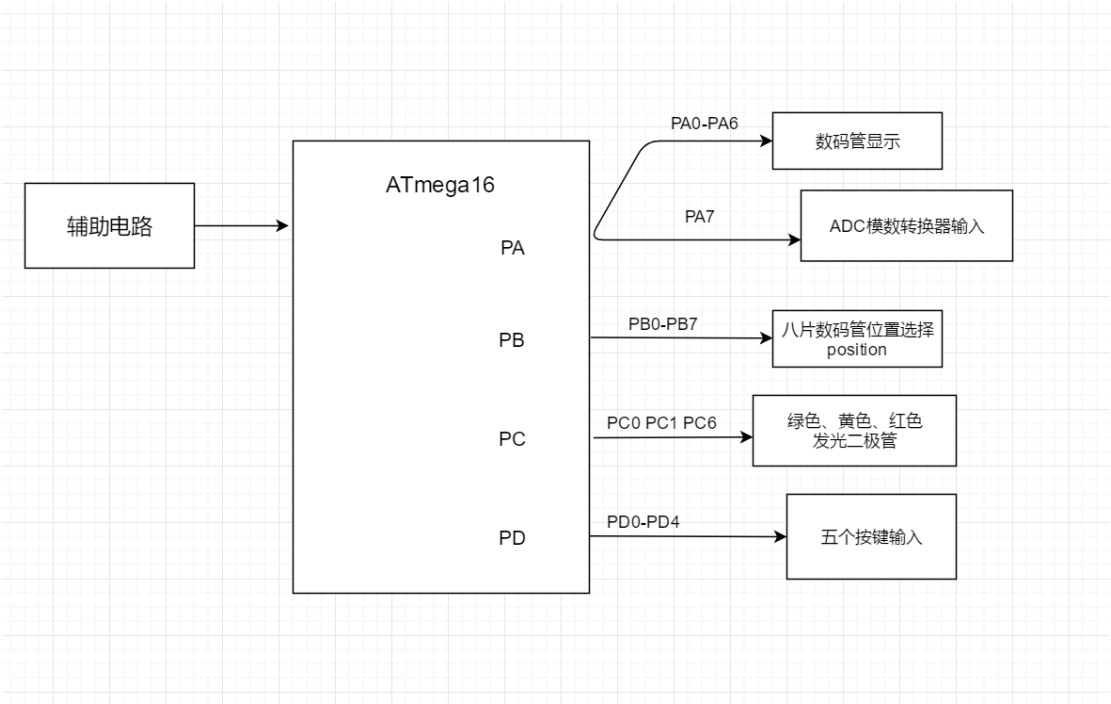 辅助电路
ATmega16
PA
PB
PC
PD
PA0-PA6
数码管显示
PA7
ADC模数转换器输入
PB0-PB7
八片数码管位置选择
position
PC0 PC1 PC6
绿色、黄色、红色
发光二极管
PD0-PD4
五个按键输入